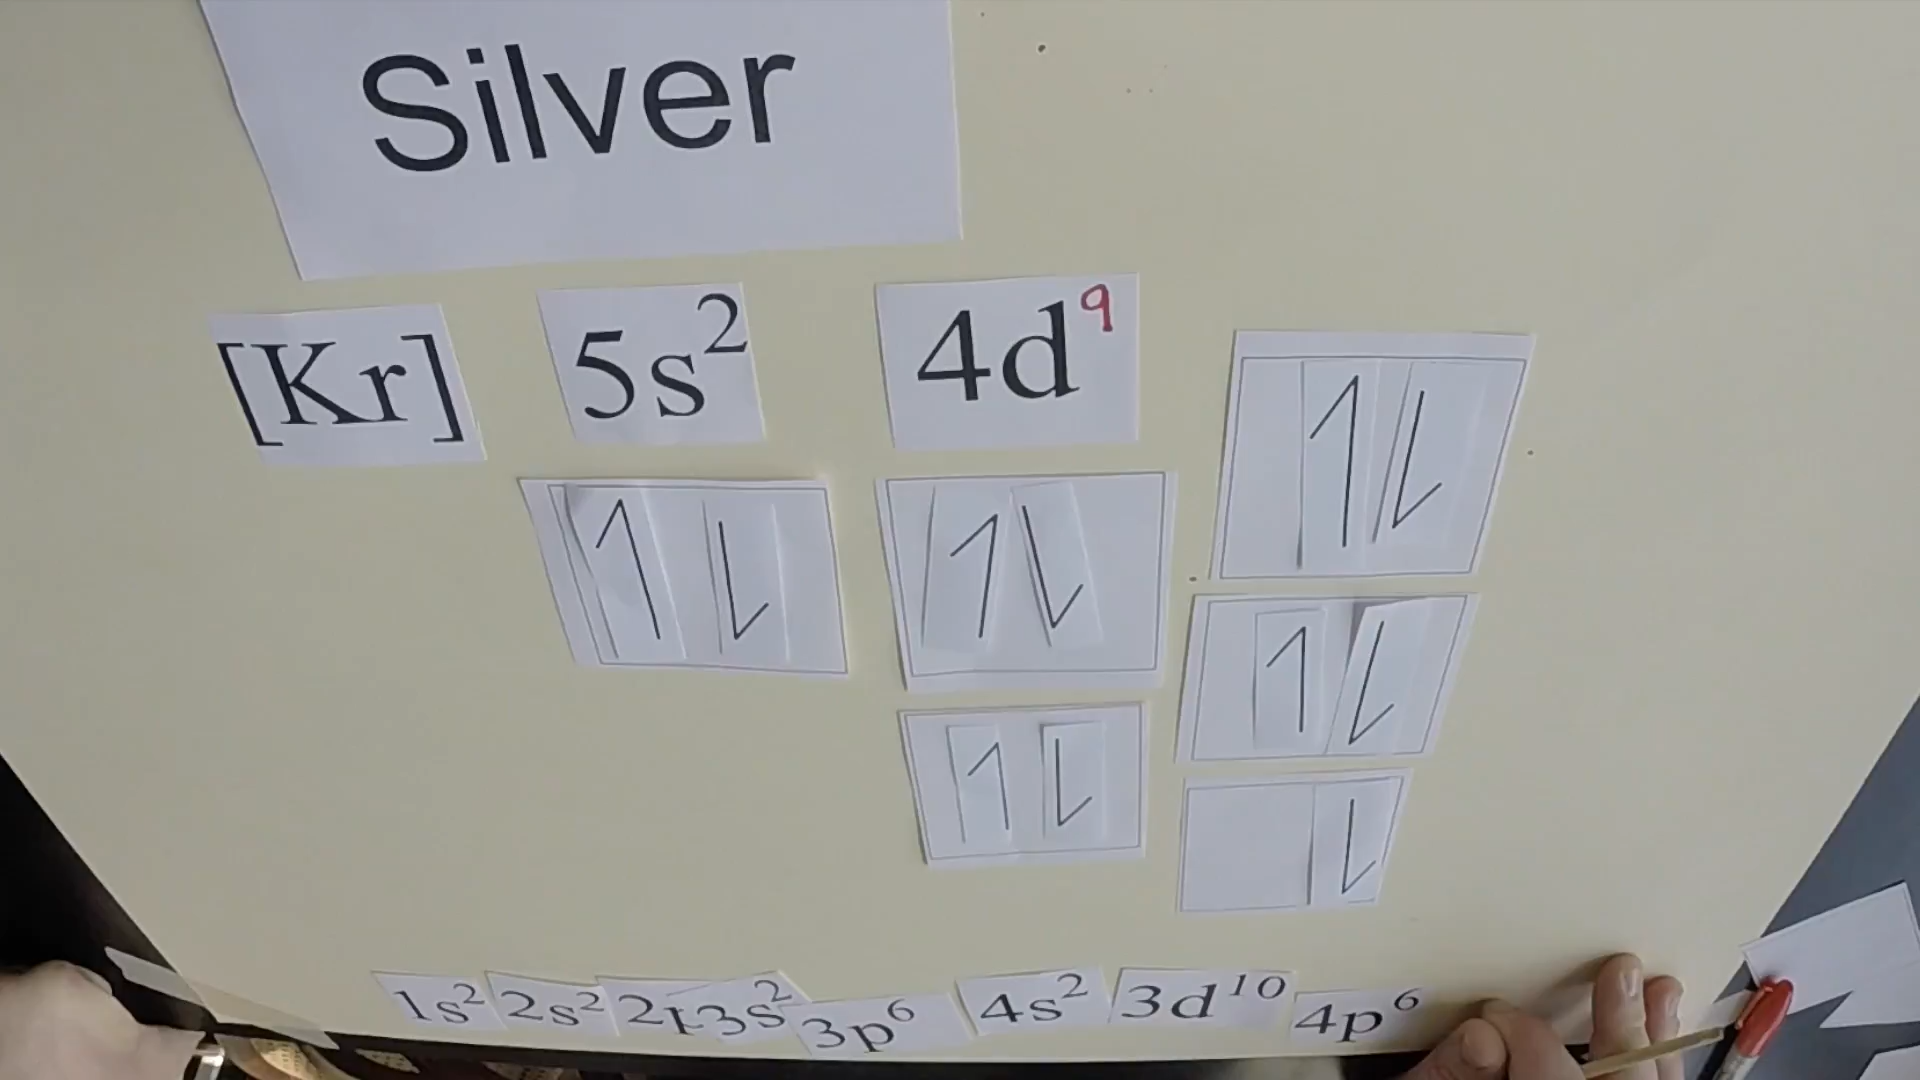 Silver
[Kr] 5s² 4d⁹
1s² 2s² 3s² 3p⁶ 4s² 3d¹⁰ 4p⁶